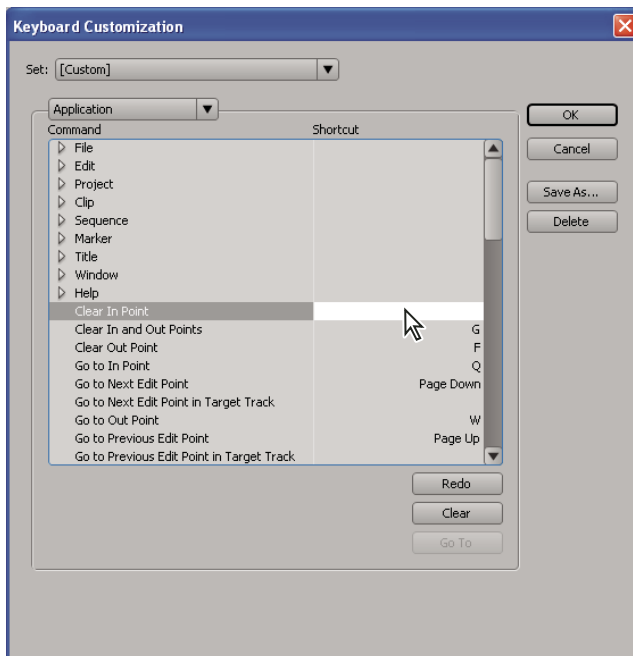 Keyboard Customization
Set: [Custom]
Application
Command Shortcut
File
Edit
Project
Clip
Sequence
Marker
Title
Window
Help
Clear In Point
Clear In and Out Points G
Clear Out Point F
Go to In Point Q
Go to Next Edit Point Page Down
Go to Next Edit Point in Target Track
Go to Out Point W
Go to Previous Edit Point Page Up
Go to Previous Edit Point in Target Track
OK
Cancel
Save As...
Delete
Redo
Clear
Go To